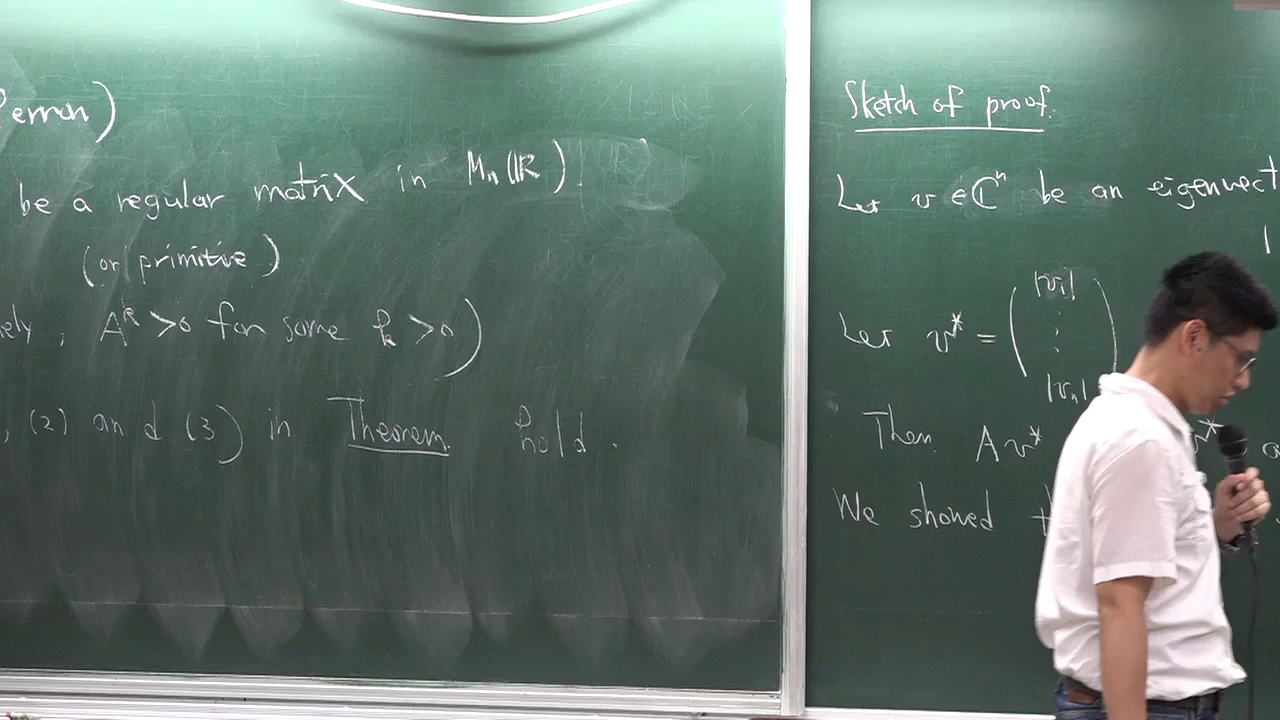 erron)
be a regular matrix in Mn(ℝ).
(or primitive)
ely, A^k >0 for some k >0)
, (2) and (3) in Theorem hold.
Sketch of proof.
Let v ∈ ℂ^n be an eigenvect
Let v* = ( |v1| ⋮ |vn| )
Then Av* v*
We showed